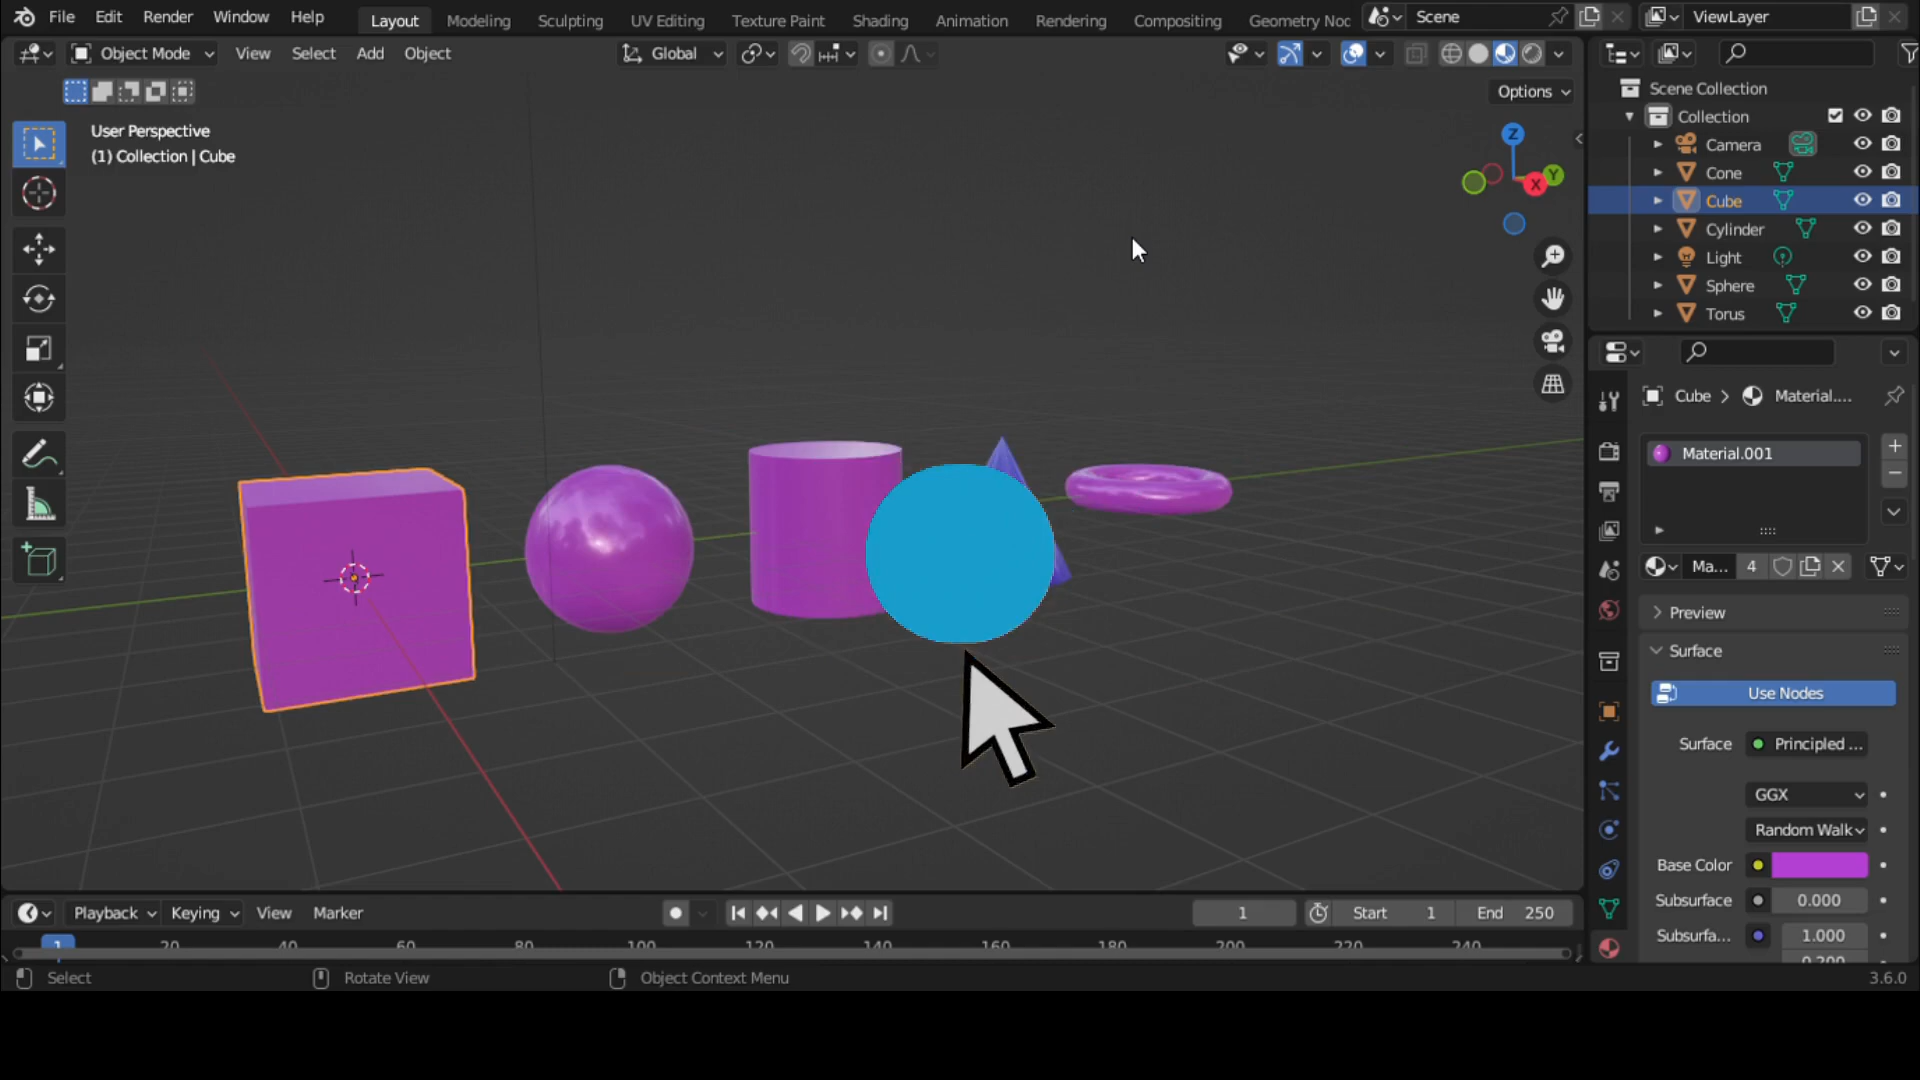 File Edit Render Window Help Layout Modeling Sculpting UV Editing Texture Paint Shading Animation Rendering Compositing Geometry Noc Scene ViewLayer
Object Mode View Select Add Object Global
Options
User Perspective
(1) Collection | Cube
Z
Y
X
Scene Collection
Collection
Camera
Cone
Cube
Cylinder
Light
Sphere
Torus
Cube > Material....
Material.001
Ma... 4
Preview
Surface
Use Nodes
Surface Principled ...
GGX
Random Walk
Base Color
Subsurface 0.000
Subsurfa... 1.000
0.200
Playback Keying View Marker 1 Start 1 End 250
1 20 40 60 80 100 120 140 160 180 200 220 240
Select Rotate View Object Context Menu 3.6.0